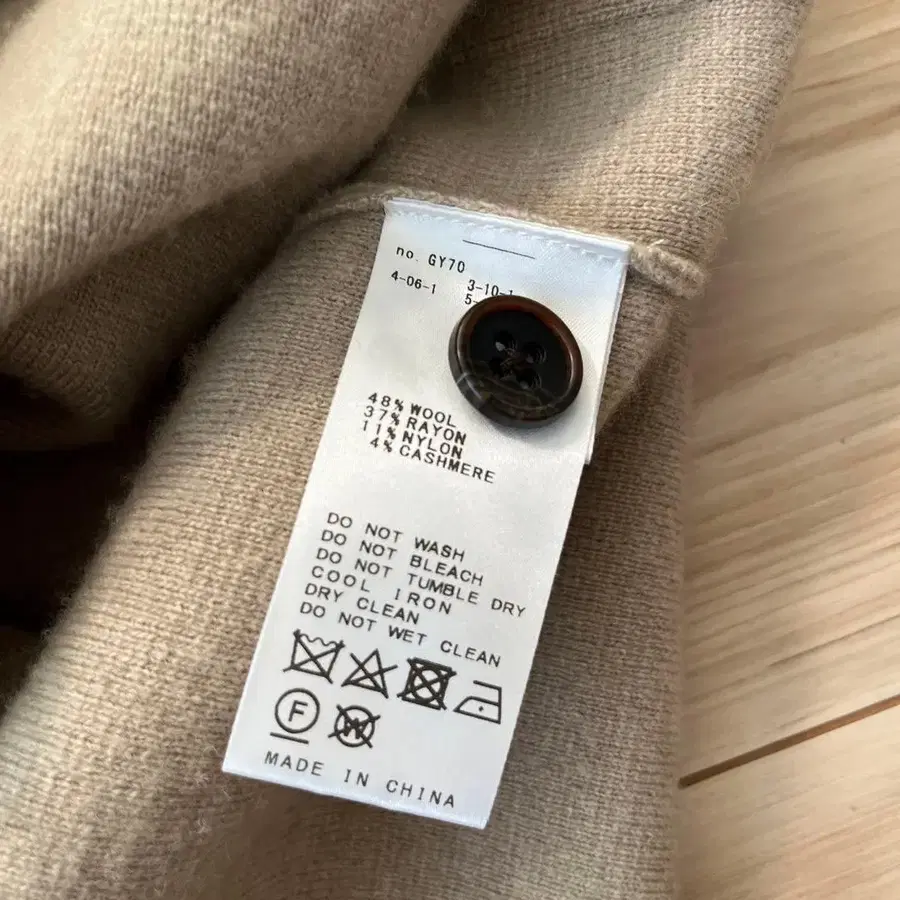 no. GY70
3-10-1
4-06-1
48% WOOL
37% RAYON
11% NYLON
4% CASHMERE
DO NOT WASH
DO NOT BLEACH
DO NOT TUMBLE DRY
COOL IRON
DRY CLEAN
DO NOT WET CLEAN
F
W
MADE IN CHINA